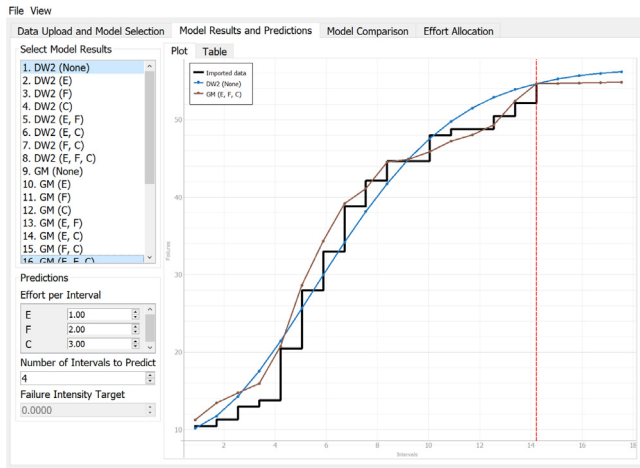 File View
Data Upload and Model Selection Model Results and Predictions Model Comparison Effort Allocation
Select Model Results
1. DW2 (None)
2. DW2 (E)
3. DW2 (F)
4. DW2 (C)
5. DW2 (E, F)
6. DW2 (E, C)
7. DW2 (F, C)
8. DW2 (E, F, C)
9. GM (None)
10. GM (E)
11. GM (F)
12. GM (C)
13. GM (E, F)
14. GM (E, C)
15. GM (F, C)
16. GM (E, F, C)
Predictions
Effort per Interval
E 1.00
F 2.00
C 3.00
Number of Intervals to Predict
4
Failure Intensity Target
0.0000
Plot Table
Imported data
DW2 (None)
GM (E, F, C)
Failures
50
40
30
20
10
2 4 6 8 10 12 14 16 18
Intervals